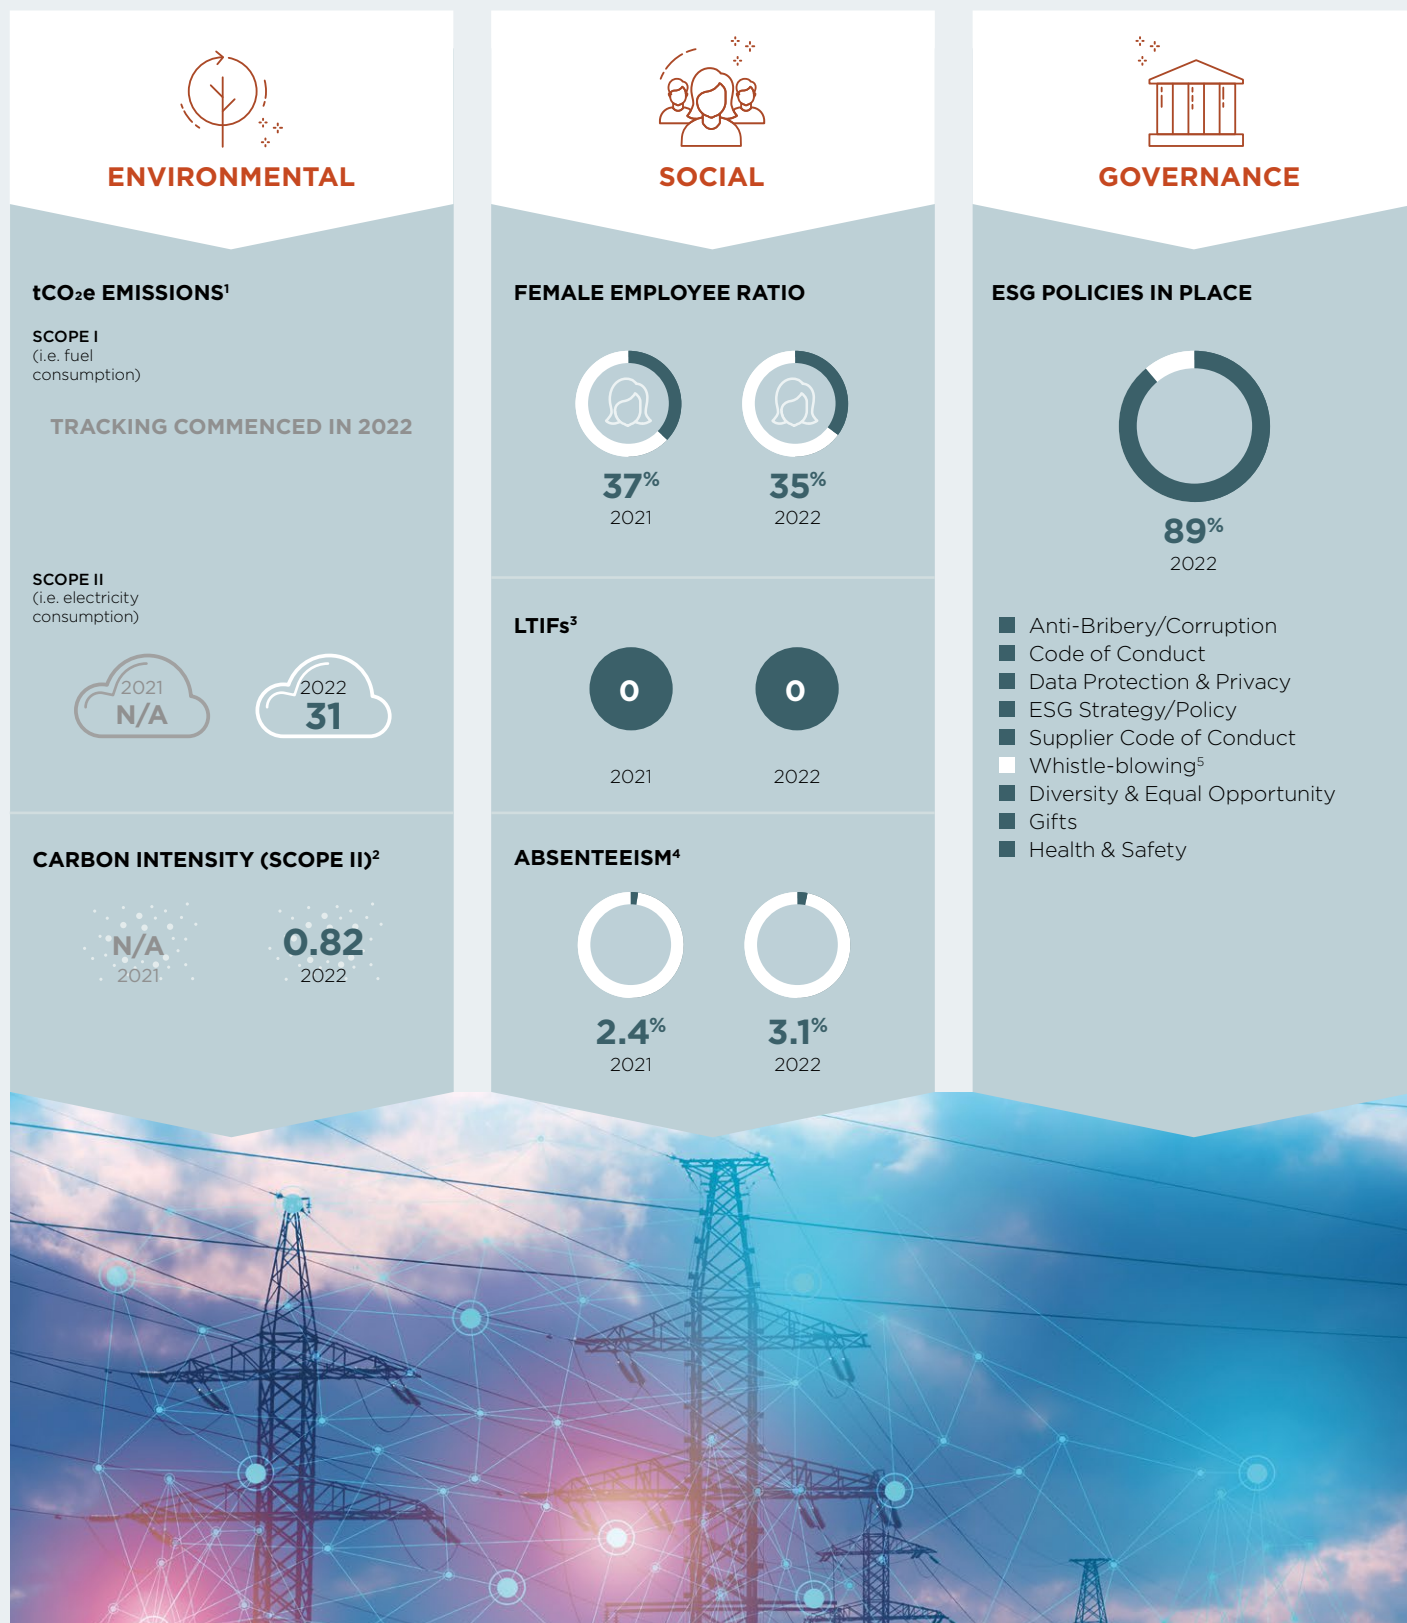 ENVIRONMENTAL
tCO₂e EMISSIONS¹
SCOPE I
(i.e. fuel
consumption)
TRACKING COMMENCED IN 2022
SCOPE II
(i.e. electricity
consumption)
2021
N/A
2022
31
CARBON INTENSITY (SCOPE II)²
N/A
2021
0.82
2022
SOCIAL
FEMALE EMPLOYEE RATIO
37%
2021
35%
2022
LTIFs³
0
2021
0
2022
ABSENTEEISM⁴
2.4%
2021
3.1%
2022
GOVERNANCE
ESG POLICIES IN PLACE
89%
2022
Anti-Bribery/Corruption
Code of Conduct
Data Protection & Privacy
ESG Strategy/Policy
Supplier Code of Conduct
Whistle-blowing⁵
Diversity & Equal Opportunity
Gifts
Health & Safety